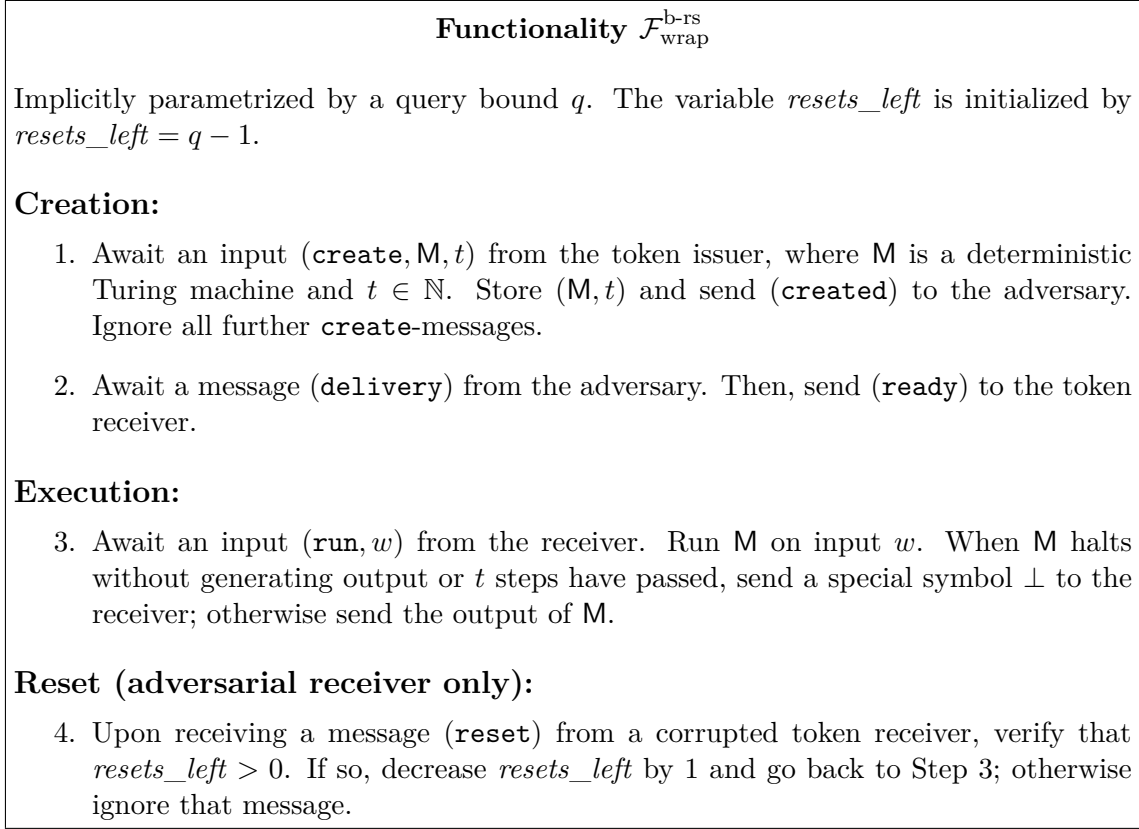 Functionality $\mathcal{F}_{\text{wrap}}^{\text{b-rs}}$
Implicitly parametrized by a query bound q. The variable resets_left is initialized by
resets_left = q − 1.
Creation:
1. Await an input (create, M, t) from the token issuer, where M is a deterministic
Turing machine and t ∈ ℕ. Store (M, t) and send (created) to the adversary.
Ignore all further create-messages.
2. Await a message (delivery) from the adversary. Then, send (ready) to the token
receiver.
Execution:
3. Await an input (run, w) from the receiver. Run M on input w. When M halts
without generating output or t steps have passed, send a special symbol ⊥ to the
receiver; otherwise send the output of M.
Reset (adversarial receiver only):
4. Upon receiving a message (reset) from a corrupted token receiver, verify that
resets_left > 0. If so, decrease resets_left by 1 and go back to Step 3; otherwise
ignore that message.